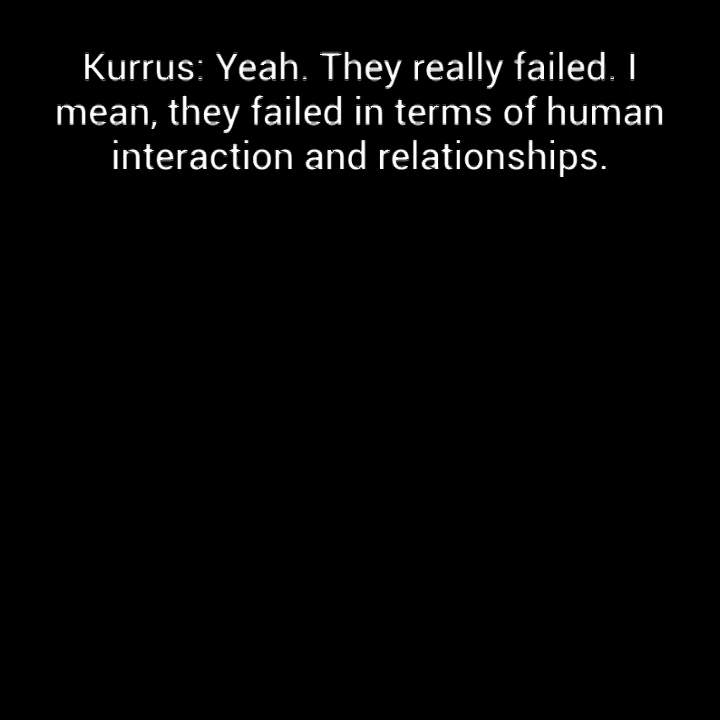 Kurrus: Yeah. They really failed. I
mean, they failed in terms of human
interaction and relationships.